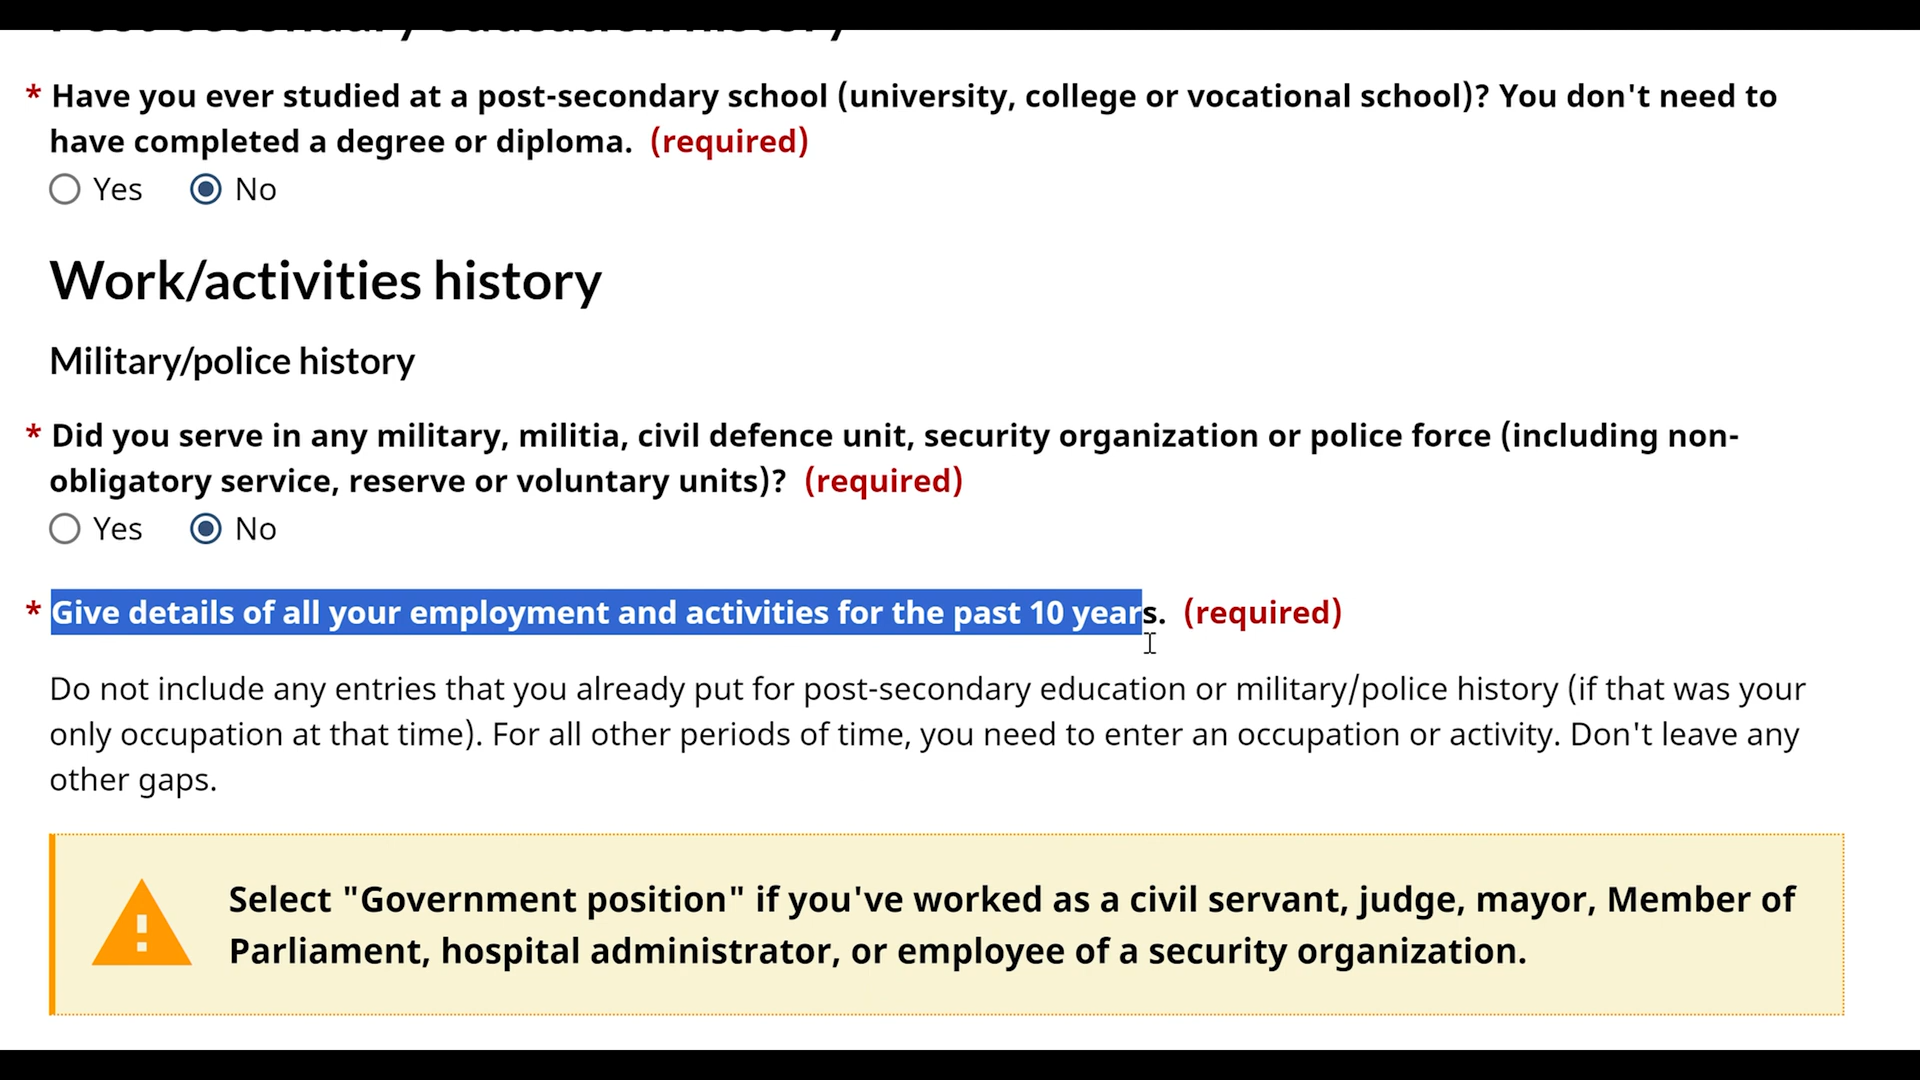 * Have you ever studied at a post-secondary school (university, college or vocational school)? You don't need to
have completed a degree or diploma. (required)
Yes No
Work/activities history
Military/police history
* Did you serve in any military, militia, civil defence unit, security organization or police force (including non-
obligatory service, reserve or voluntary units)? (required)
Yes No
* Give details of all your employment and activities for the past 10 years. (required)
Do not include any entries that you already put for post-secondary education or military/police history (if that was your
only occupation at that time). For all other periods of time, you need to enter an occupation or activity. Don't leave any
other gaps.
Select "Government position" if you've worked as a civil servant, judge, mayor, Member of
Parliament, hospital administrator, or employee of a security organization.